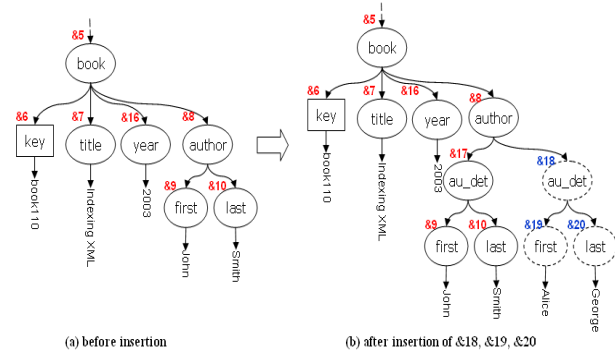 &5
book
&6
&7
&16
&8
key
title
year
author
&9
&10
book110
Indexing XML
2003
first
last
John
Smith
(a) before insertion
&5
book
&6
&7
&16
&8
key
title
year
author
&17
&18
book110
Indexing XML
2003
au_det
au_det
&9
&10
&19
&20
first
last
first
last
John
Smith
Alice
George
(b) after insertion of &18, &19, &20